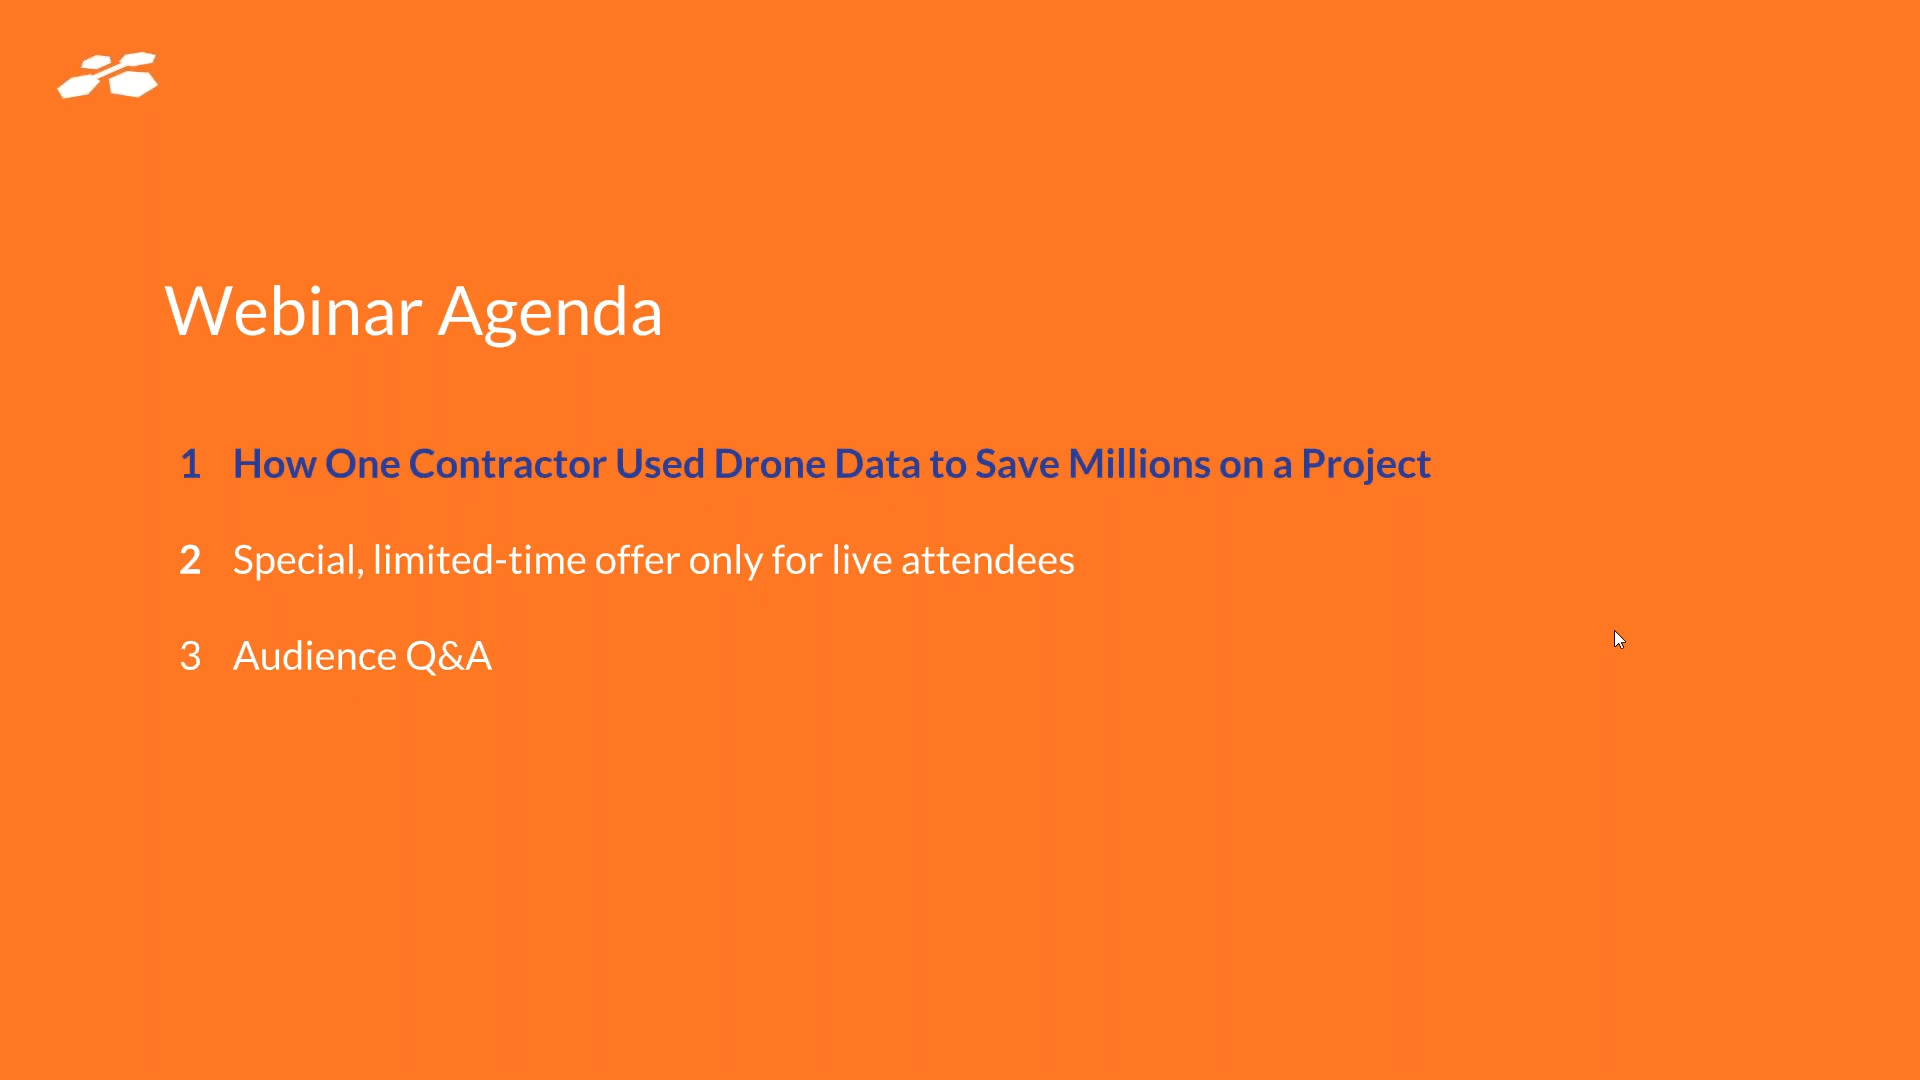 Webinar Agenda
1 How One Contractor Used Drone Data to Save Millions on a Project
2 Special, limited-time offer only for live attendees
3 Audience Q&A